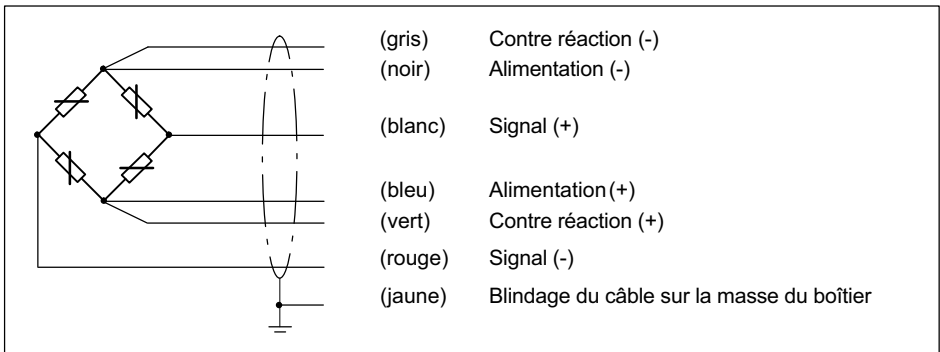 (gris) Contre réaction (-)
(noir) Alimentation (-)
(blanc) Signal (+)
(bleu) Alimentation (+)
(vert) Contre réaction (+)
(rouge) Signal (-)
(jaune) Blindage du câble sur la masse du boîtier